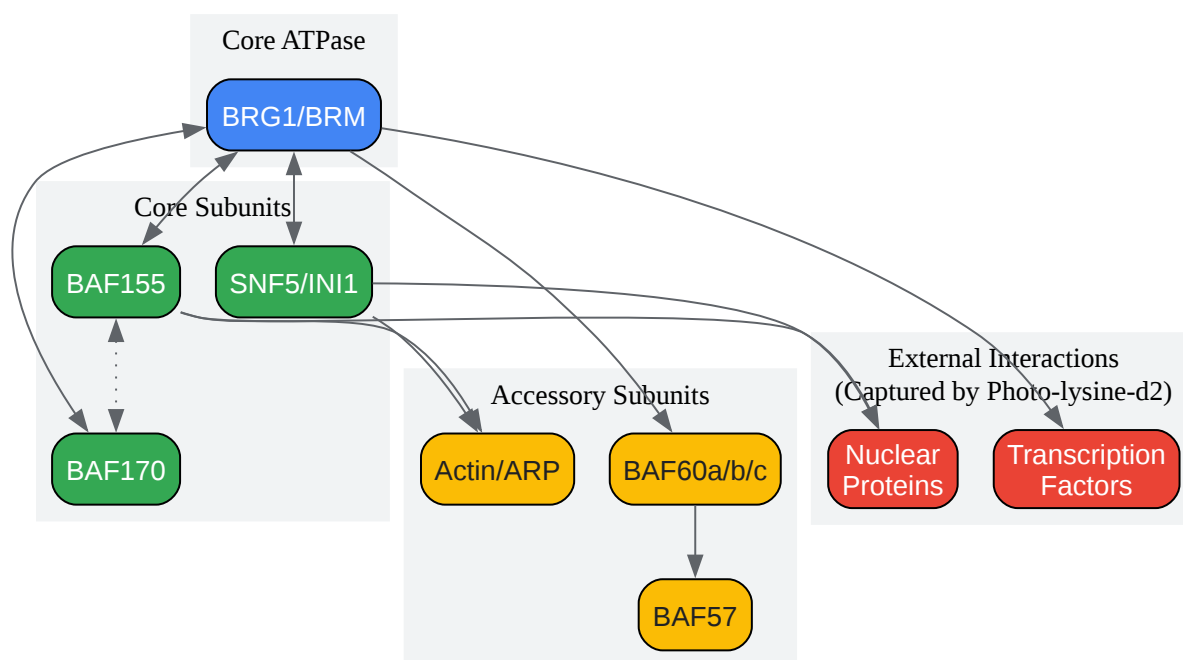 Core ATPase
BRG1/BRM
Core Subunits
BAF155
SNF5/INI1
BAF170
Accessory Subunits
Actin/ARP
BAF60a/b/c
BAF57
External Interactions
(Captured by Photo-lysine-d2)
Nuclear
Proteins
Transcription
Factors